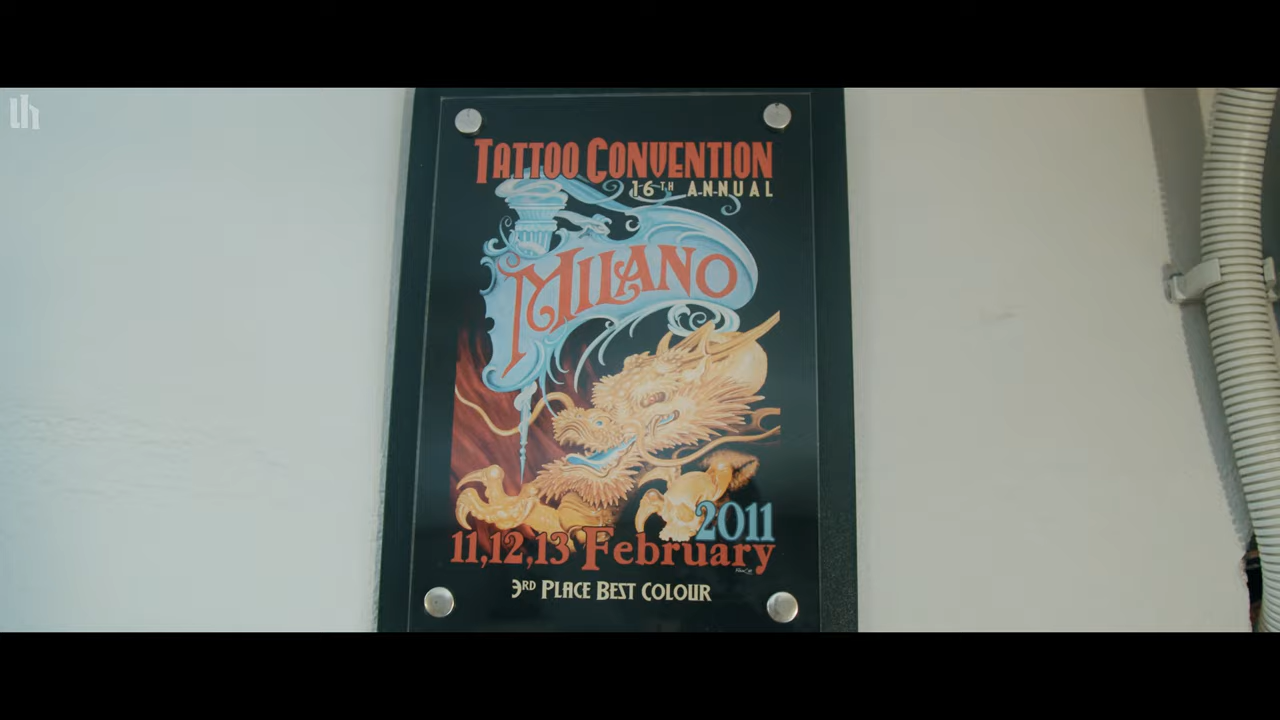 TATTOO CONVENTION
16TH ANNUAL
MILANO
2011
11,12,13 February
3RD PLACE BEST COLOUR